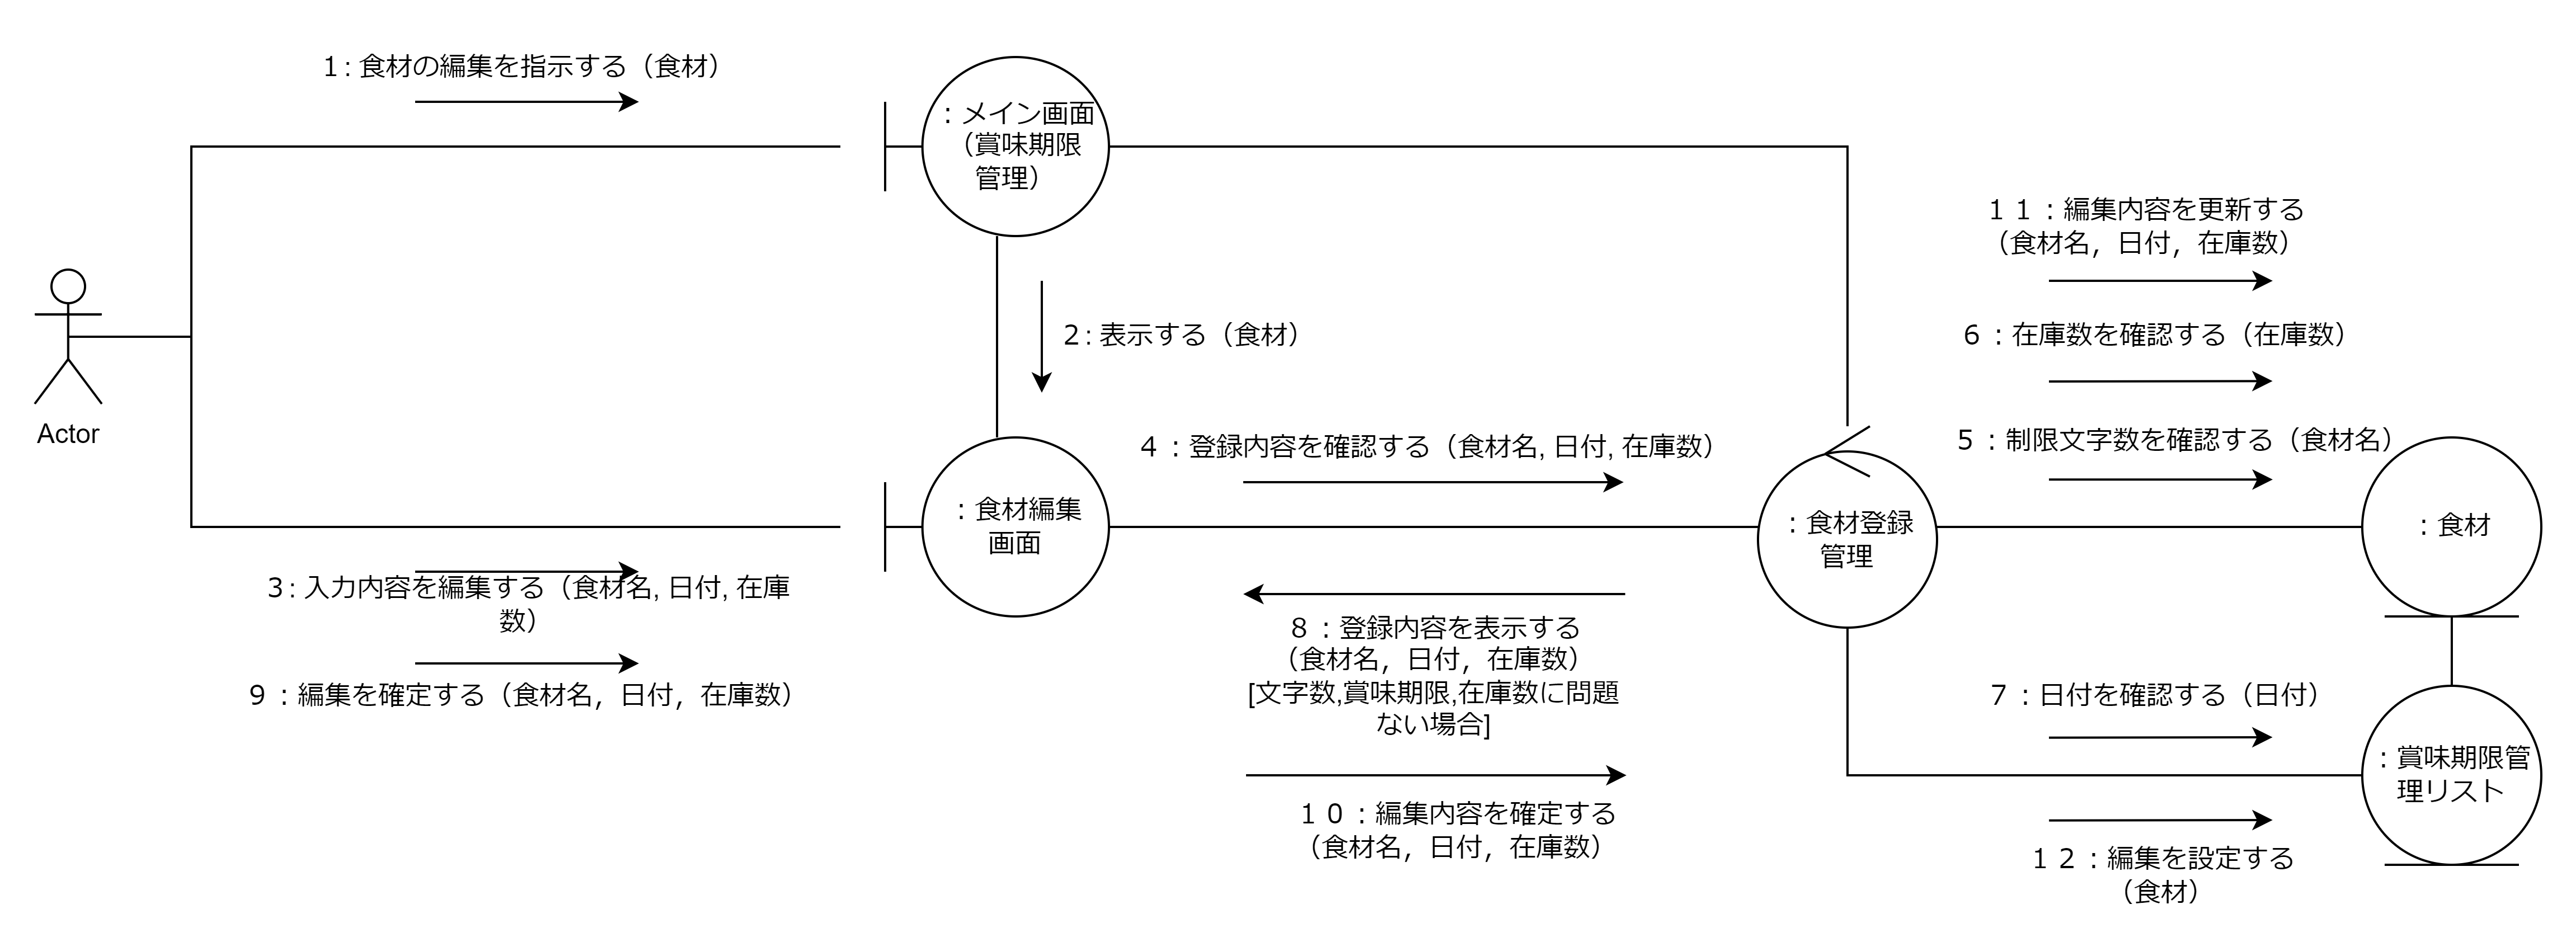 1 : 食材の編集を指示する（食材）
：メイン画面
（賞味期限
管理）
１１：編集内容を更新する
（食材名，日付，在庫数）
2 : 表示する（食材）
６：在庫数を確認する（在庫数）
Actor
４：登録内容を確認する（食材名, 日付, 在庫数）
５：制限文字数を確認する（食材名）
：食材編集
画面
：食材登録
管理
：食材
3 : 入力内容を編集する（食材名, 日付, 在庫
数）
８：登録内容を表示する
（食材名，日付，在庫数）
[文字数,賞味期限,在庫数に問題
ない場合]
９：編集を確定する（食材名，日付，在庫数）
７：日付を確認する（日付）
：賞味期限管
理リスト
１０：編集内容を確定する
（食材名，日付，在庫数）
１２：編集を設定する
（食材）